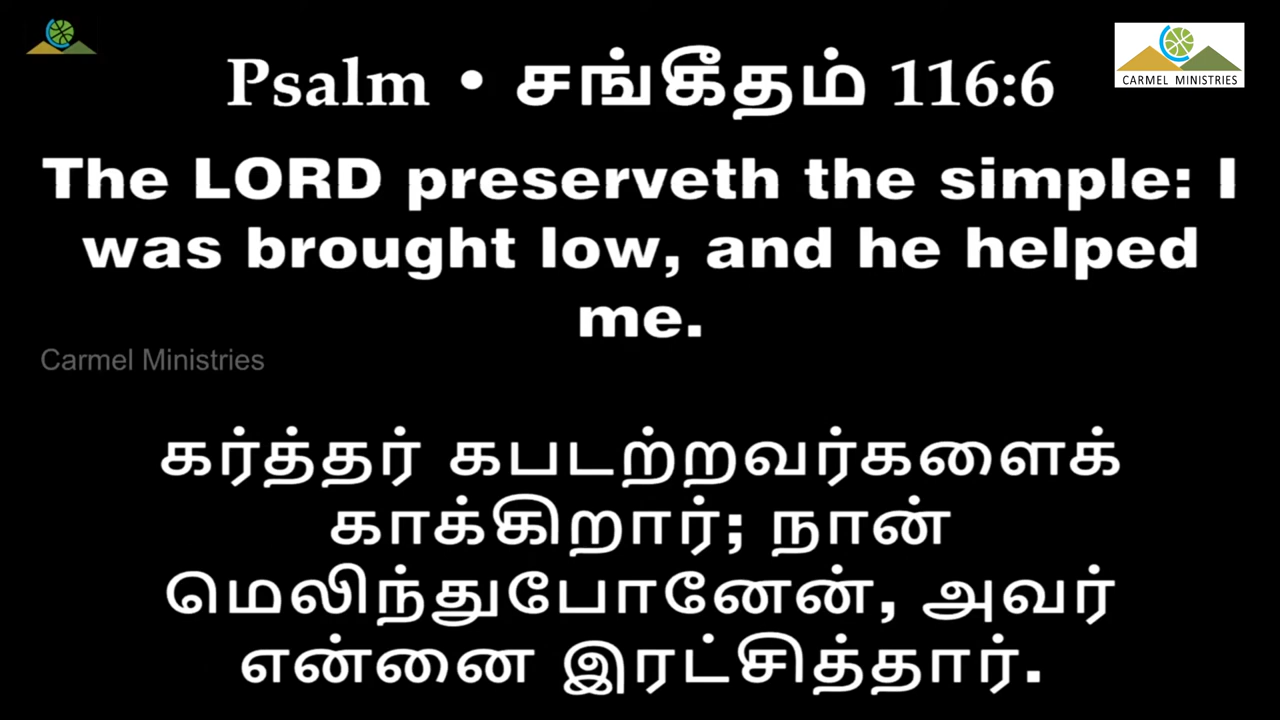 Psalm • சங்கீதம் 116:6
CARMEL MINISTRIES
The LORD preserveth the simple: I
was brought low, and he helped
me.
Carmel Ministries
கர்த்தர் கபடற்றவர்களைக்
காக்கிறார்; நான்
மெலிந்துபோனேன், அவர்
என்னை இரட்சித்தார்.